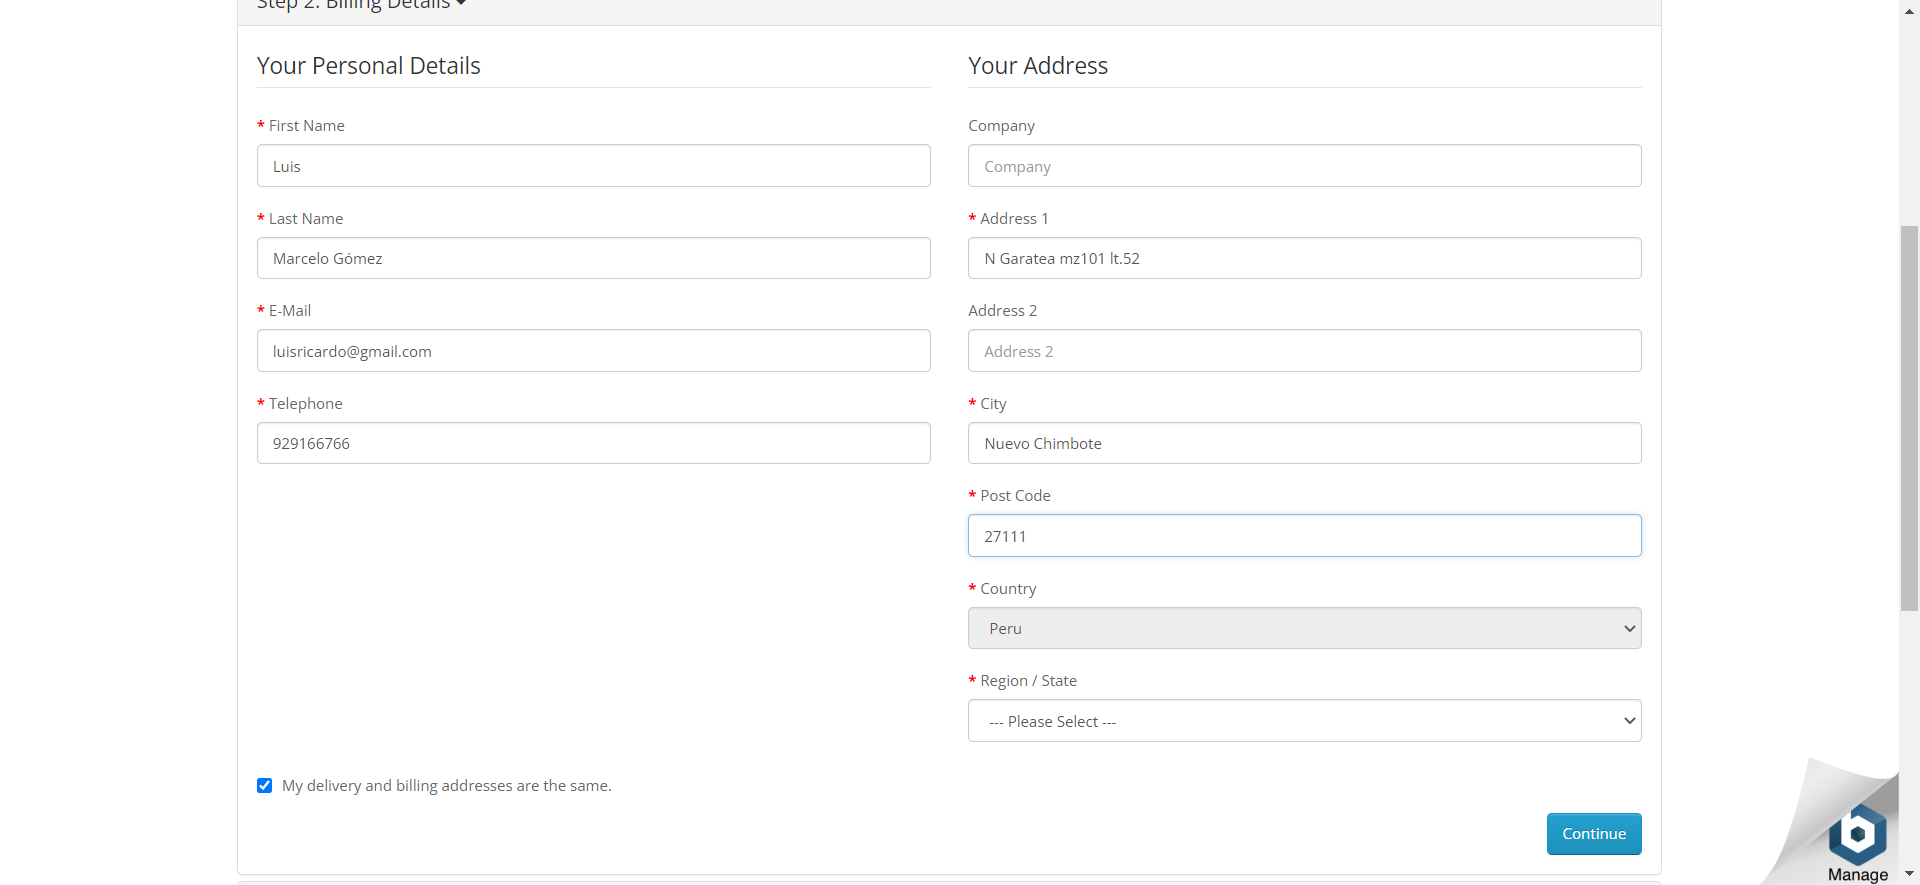 Step 2: Billing Details
Your Personal Details
* First Name
Luis
* Last Name
Marcelo Gómez
* E-Mail
luisricardo@gmail.com
* Telephone
929166766
Your Address
Company
Company
* Address 1
N Garatea mz101 lt.52
Address 2
Address 2
* City
Nuevo Chimbote
* Post Code
27111
* Country
Peru
* Region / State
--- Please Select ---
My delivery and billing addresses are the same.
Continue
Manage